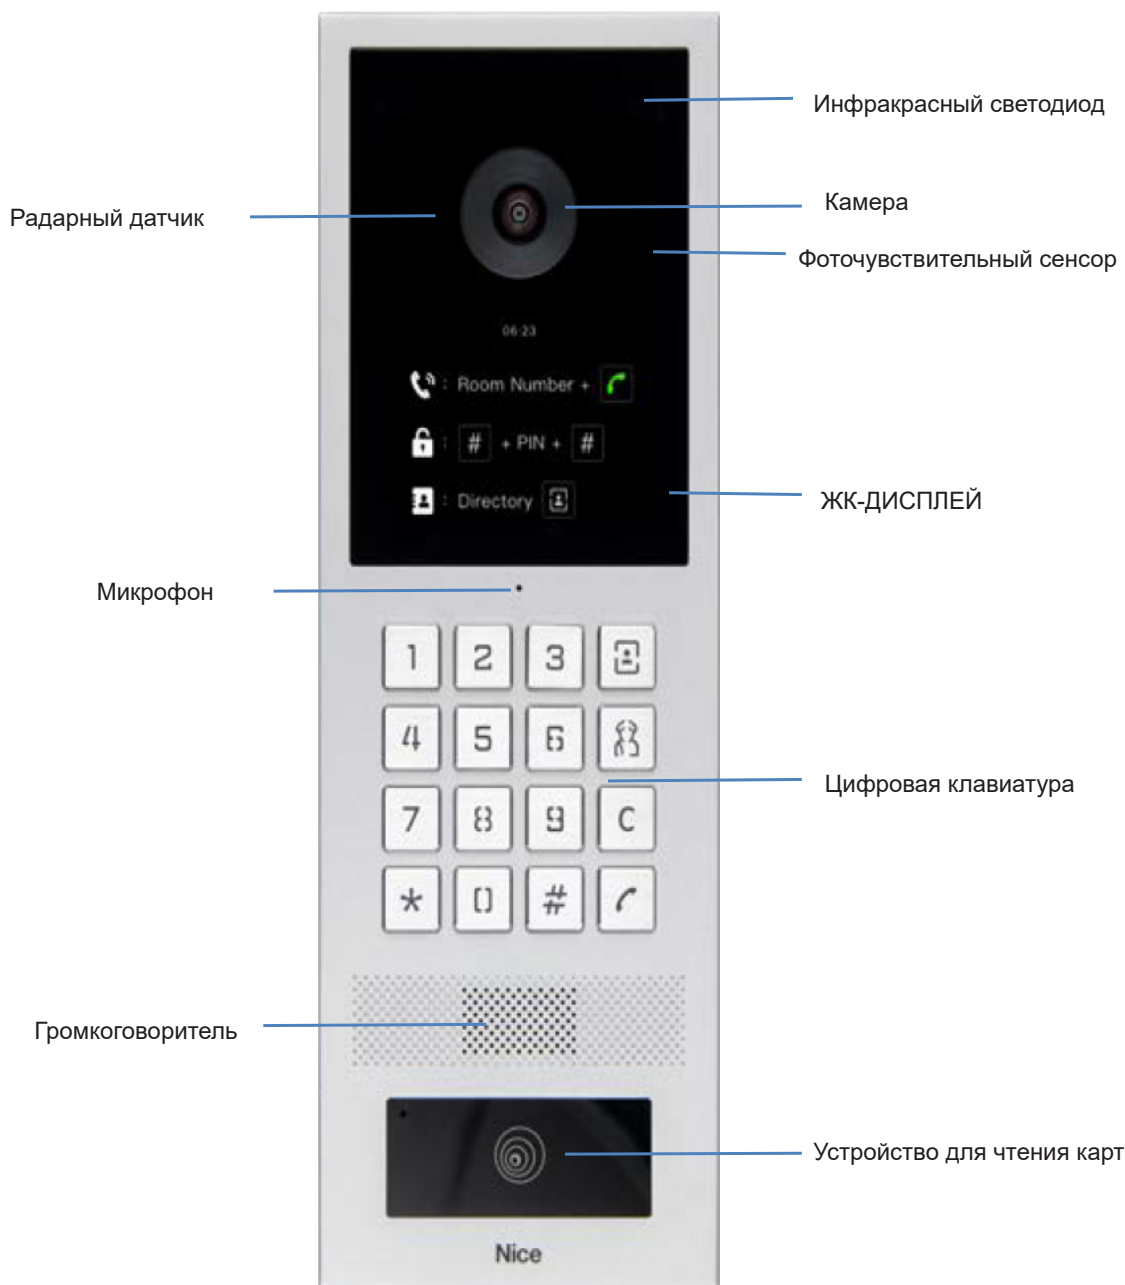 Инфракрасный светодиод
Камера
Радарный датчик
Фоточувствительный сенсор
06:23
: Room Number +
: # + PIN + #
: Directory
ЖК-ДИСПЛЕЙ
Микрофон
1 2 3
4 5 6
Цифровая клавиатура
7 8 9 C
* 0 #
Громкоговоритель
Устройство для чтения карт
Nice